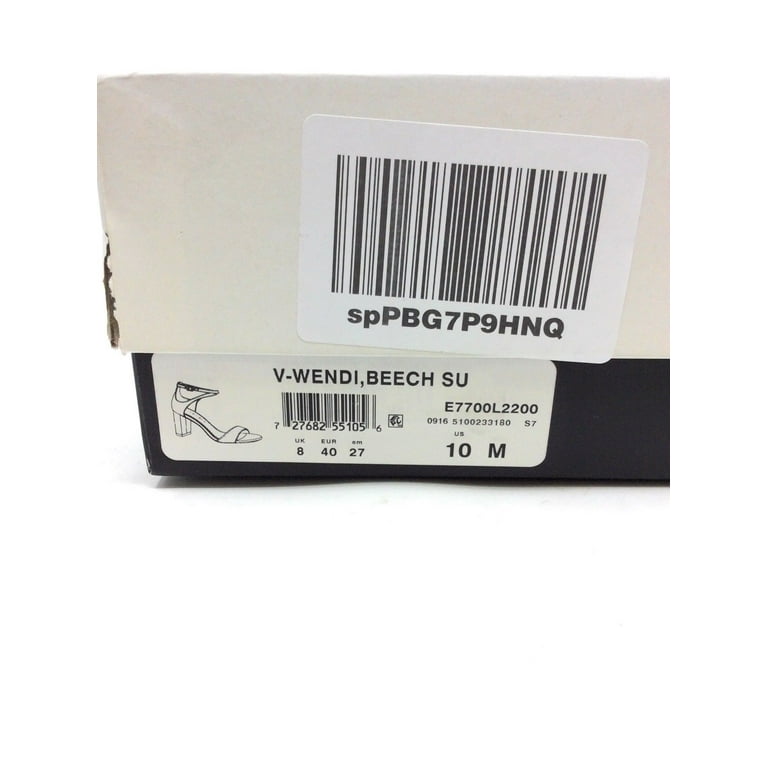 spPBG7P9HNQ
V-WENDI,BEECH SU
7 27682 55105 6
E7700L2200
0916 5100233180 S7
UK EUR cm US
8 40 27 10 M